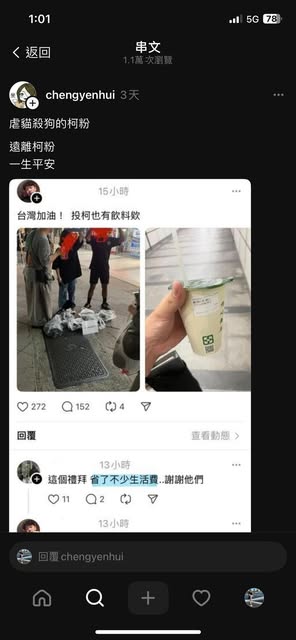 1:01
5G 78
返回
串文
1.1萬 次瀏覽
chengyenhui 3天
虐貓殺狗的柯粉
遠離柯粉
一生平安
15小時
台灣加油！ 投柯也有飲料欸
272 152 4
回覆
查看動態
13小時
這個禮拜 省了不少生活費..謝謝他們
11 2
13小時
回覆 chengyenhui